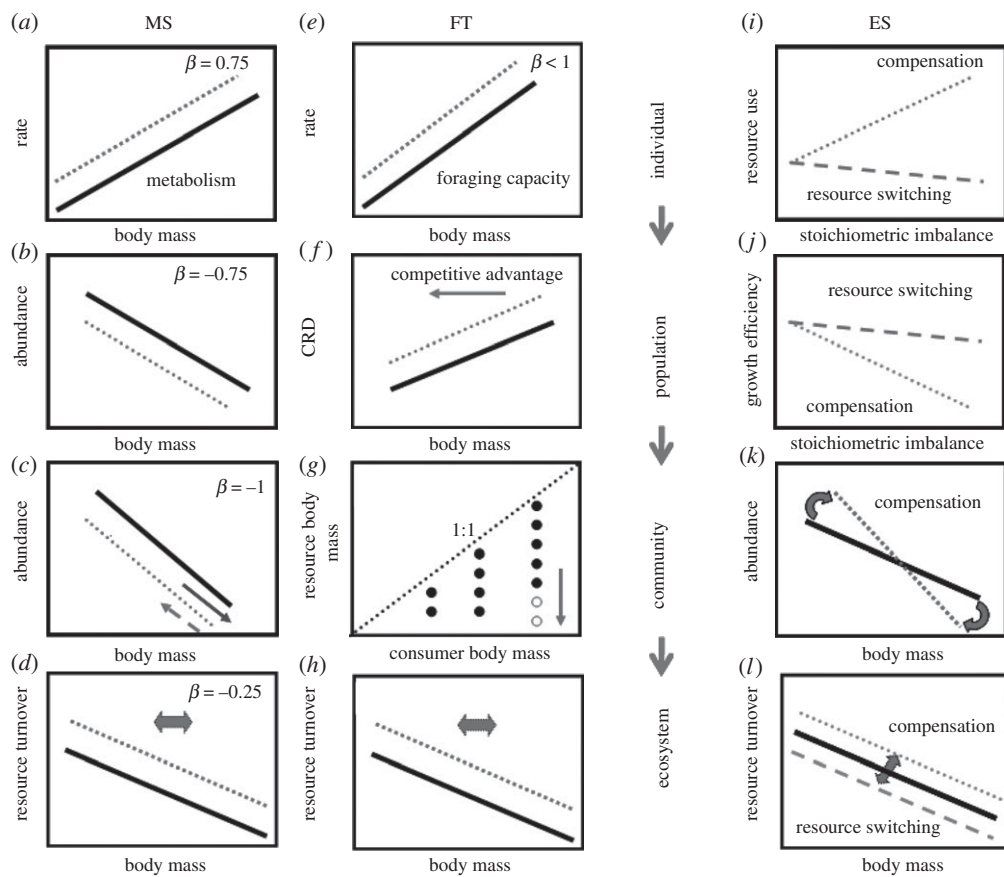 (a) MS (e) FT ES (i)
β = 0.75
rate
metabolism
body mass
β < 1
rate
foraging capacity
body mass
individual
compensation
resource use
resource switching
stoichiometric imbalance
(b)
β = –0.75
abundance
body mass
(f)
competitive advantage
CRD
body mass
population
(j)
resource switching
growth efficiency
compensation
stoichiometric imbalance
(c)
β = –1
abundance
body mass
(g)
1:1
resource body
mass
consumer body mass
community
(k)
compensation
abundance
body mass
(d)
β = –0.25
resource turnover
body mass
(h)
resource turnover
body mass
ecosystem
(l)
compensation
resource turnover
resource switching
body mass